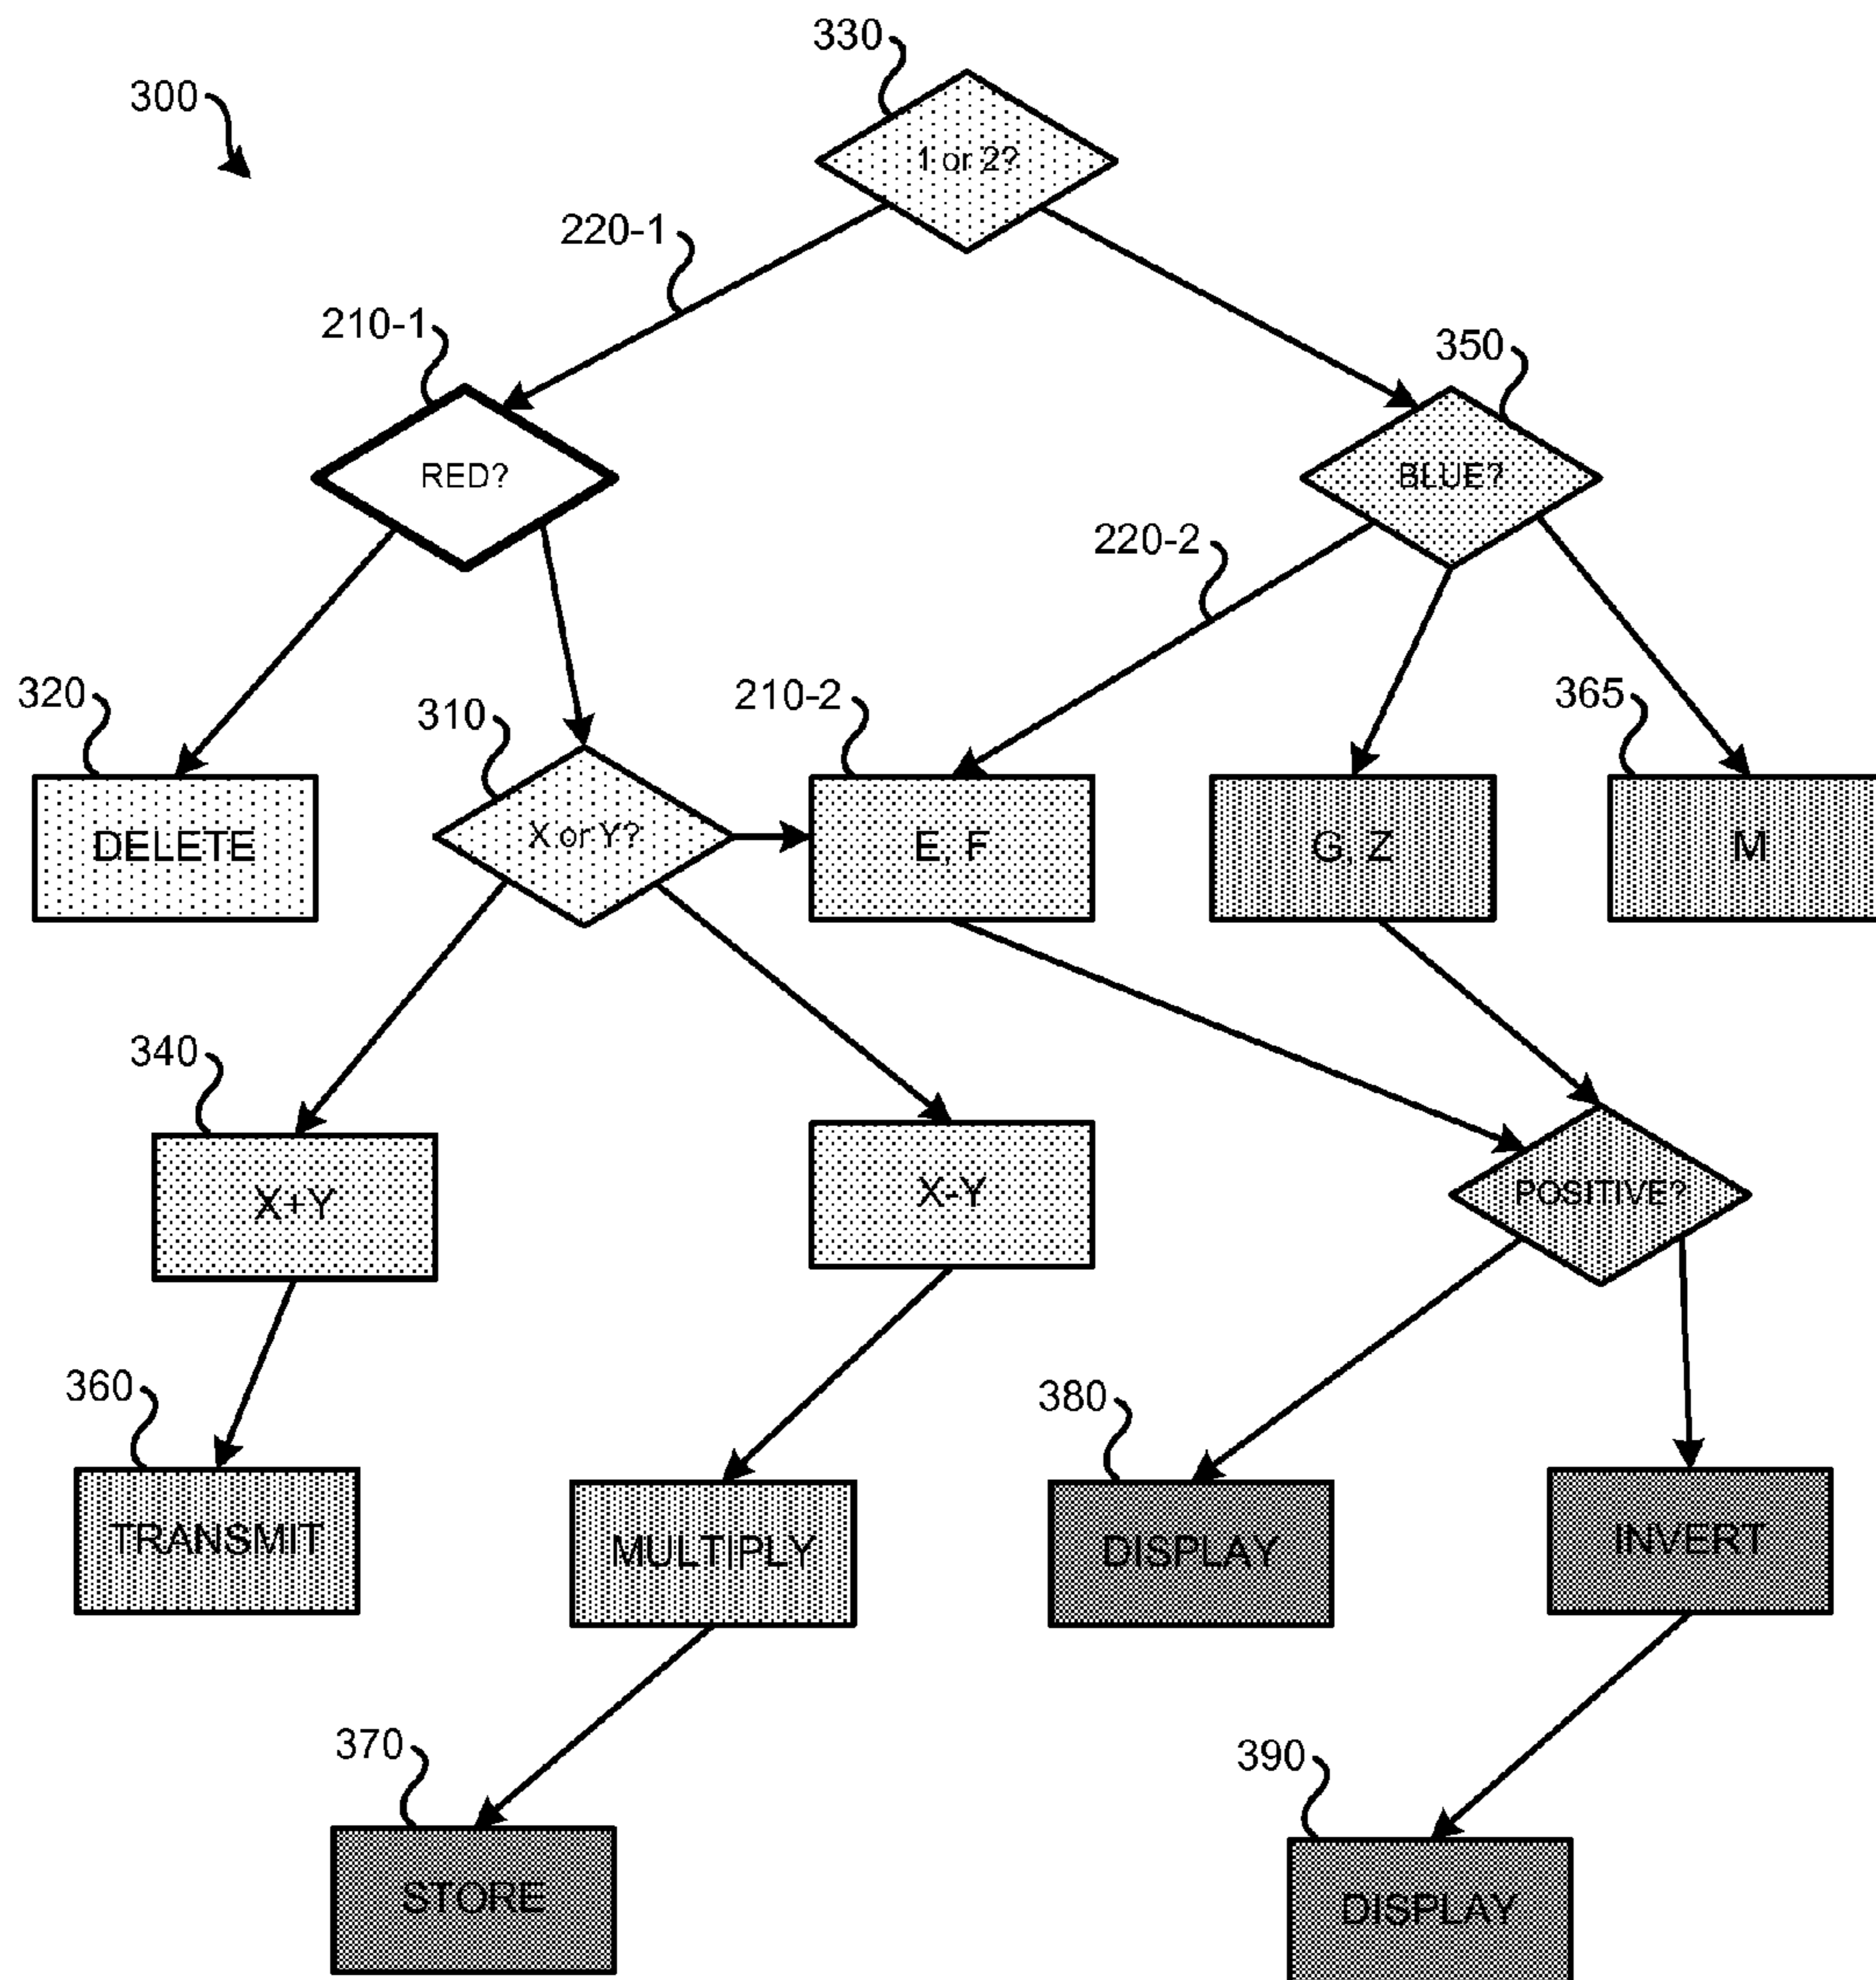 330
300
1 or 2?
220-1
210-1
350
RED?
BLUE?
220-2
320
310
210-2
365
DELETE
X or Y?
E, F
G, Z
M
340
X+Y
X-Y
POSITIVE?
360
380
TRANSMIT
MULTIPLY
DISPLAY
INVERT
370
390
STORE
DISPLAY